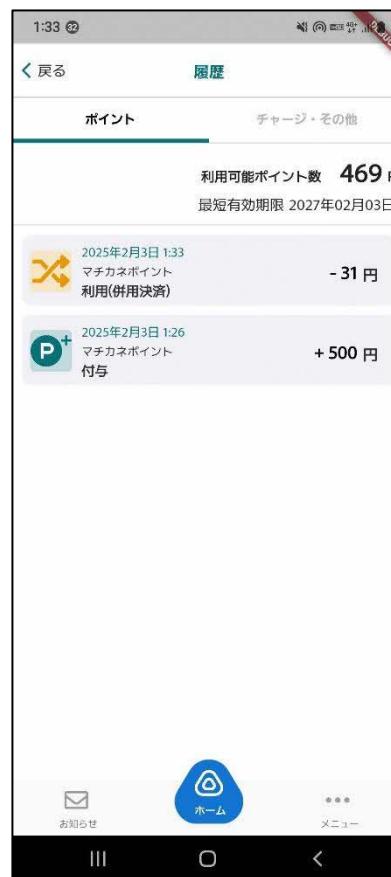 1:33 32
戻る
履歴
ポイント
チャージ・その他
利用可能ポイント数 469
最短有効期限 2027年02月03日
2025年2月3日 1:33
マチカネポイント
利用(併用決済)
- 31 円
2025年2月3日 1:26
マチカネポイント
付与
+ 500 円
P+
お知らせ
ホーム
メニュー